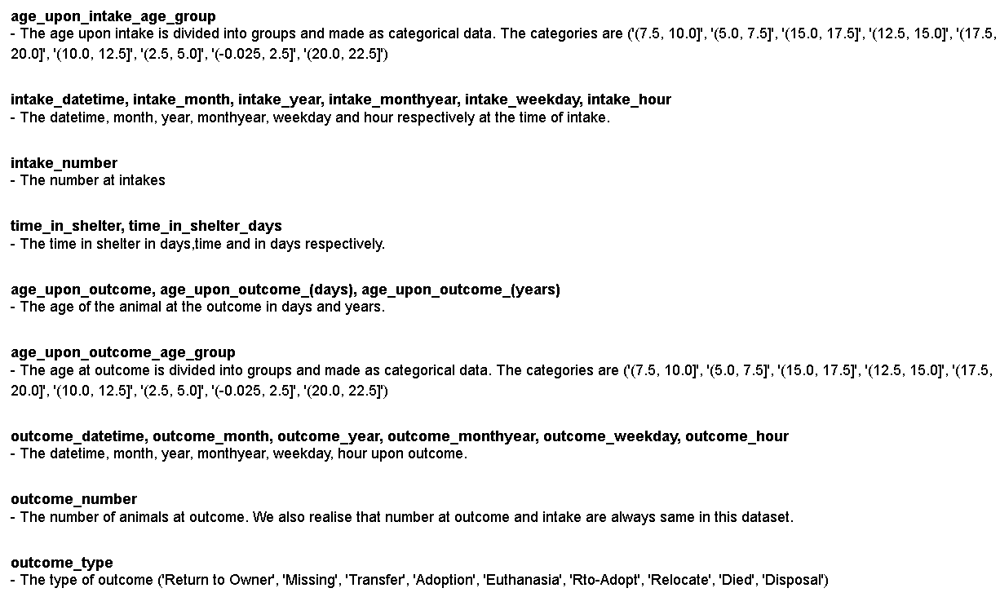 age_upon_intake_age_group
- The age upon intake is divided into groups and made as categorical data. The categories are ('(7.5, 10.0]', '(5.0, 7.5]', '(15.0, 17.5]', '(12.5, 15.0]', '(17.5,
20.0]', '(10.0, 12.5]', '(2.5, 5.0]', '(-0.025, 2.5]', '(20.0, 22.5]')
intake_datetime, intake_month, intake_year, intake_monthyear, intake_weekday, intake_hour
- The datetime, month, year, monthyear, weekday and hour respectively at the time of intake.
intake_number
- The number at intakes
time_in_shelter, time_in_shelter_days
- The time in shelter in days,time and in days respectively.
age_upon_outcome, age_upon_outcome_(days), age_upon_outcome_(years)
- The age of the animal at the outcome in days and years.
age_upon_outcome_age_group
- The age at outcome is divided into groups and made as categorical data. The categories are ('(7.5, 10.0]', '(5.0, 7.5]', '(15.0, 17.5]', '(12.5, 15.0]', '(17.5,
20.0]', '(10.0, 12.5]', '(2.5, 5.0]', '(-0.025, 2.5]', '(20.0, 22.5]')
outcome_datetime, outcome_month, outcome_year, outcome_monthyear, outcome_weekday, outcome_hour
- The datetime, month, year, monthyear, weekday, hour upon outcome.
outcome_number
- The number of animals at outcome. We also realise that number at outcome and intake are always same in this dataset.
outcome_type
- The type of outcome ('Return to Owner', 'Missing', 'Transfer', 'Adoption', 'Euthanasia', 'Rto-Adopt', 'Relocate', 'Died', 'Disposal')